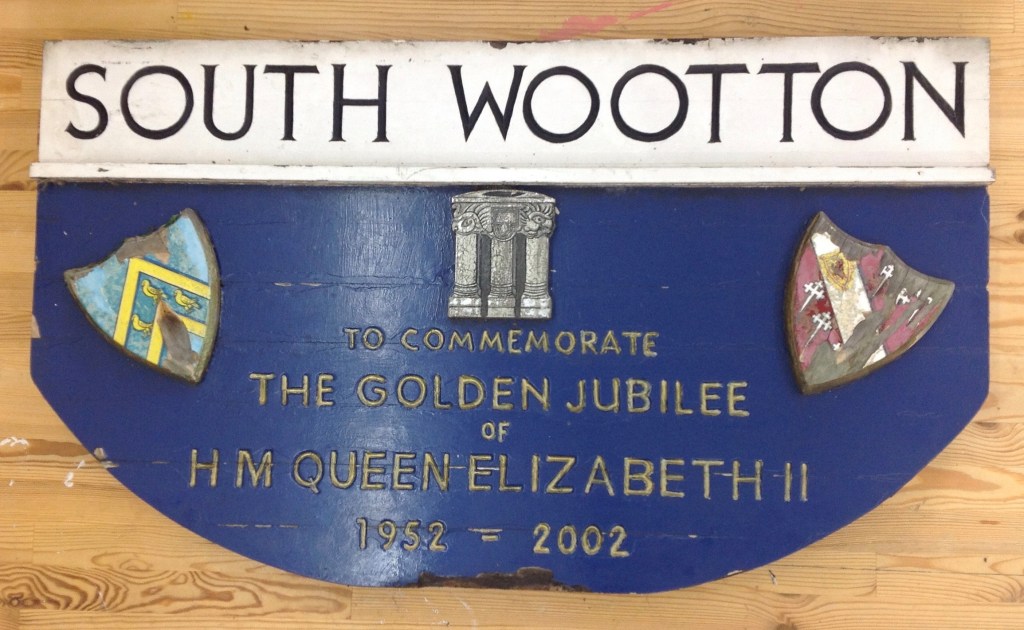 SOUTH WOOTTON
TO COMMEMORATE
THE GOLDEN JUBILEE
OF
H M QUEEN ELIZABETH II
1952 - 2002